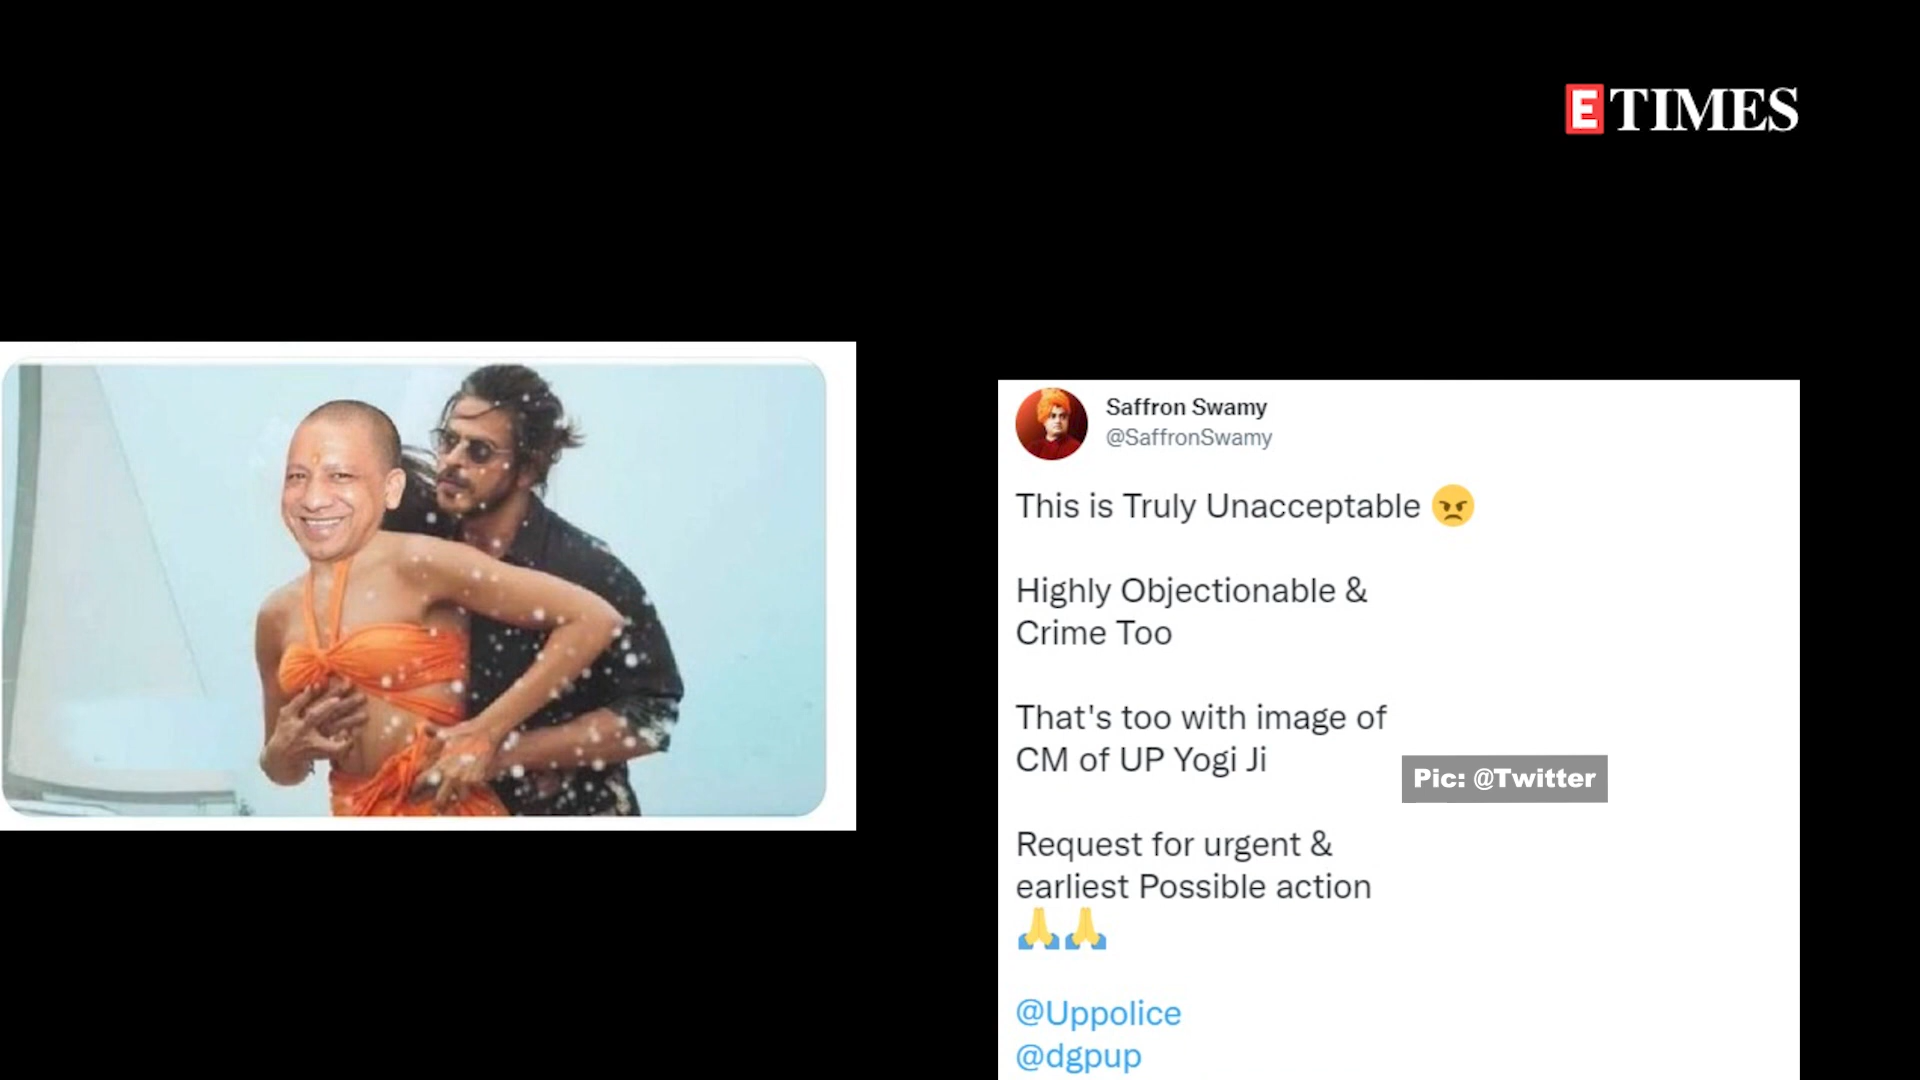 ETIMES
Saffron Swamy
@SaffronSwamy
This is Truly Unacceptable 😠
Highly Objectionable &
Crime Too
That's too with image of
CM of UP Yogi Ji
Pic: @Twitter
Request for urgent &
earliest Possible action
🙏🙏
@Uppolice
@dgpup